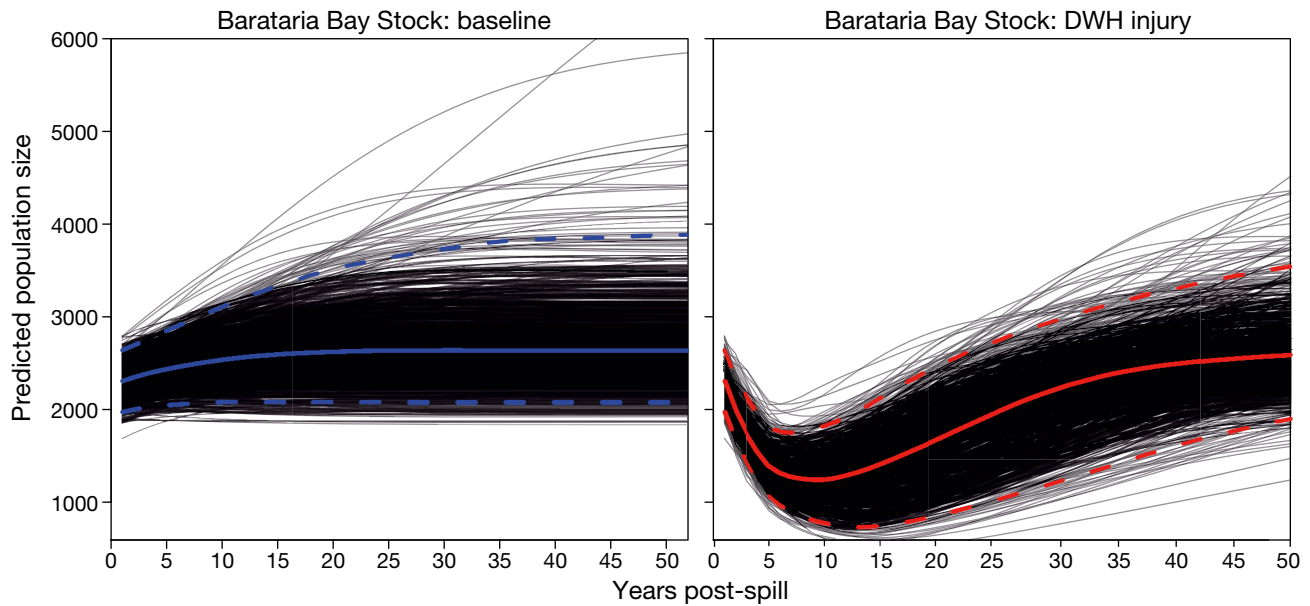 Barataria Bay Stock: baseline
Barataria Bay Stock: DWH injury
Predicted population size
6000
5000
4000
3000
2000
1000
0 5 10 15 20 25 30 35 40 45 50
0 5 10 15 20 25 30 35 40 45 50
Years post-spill